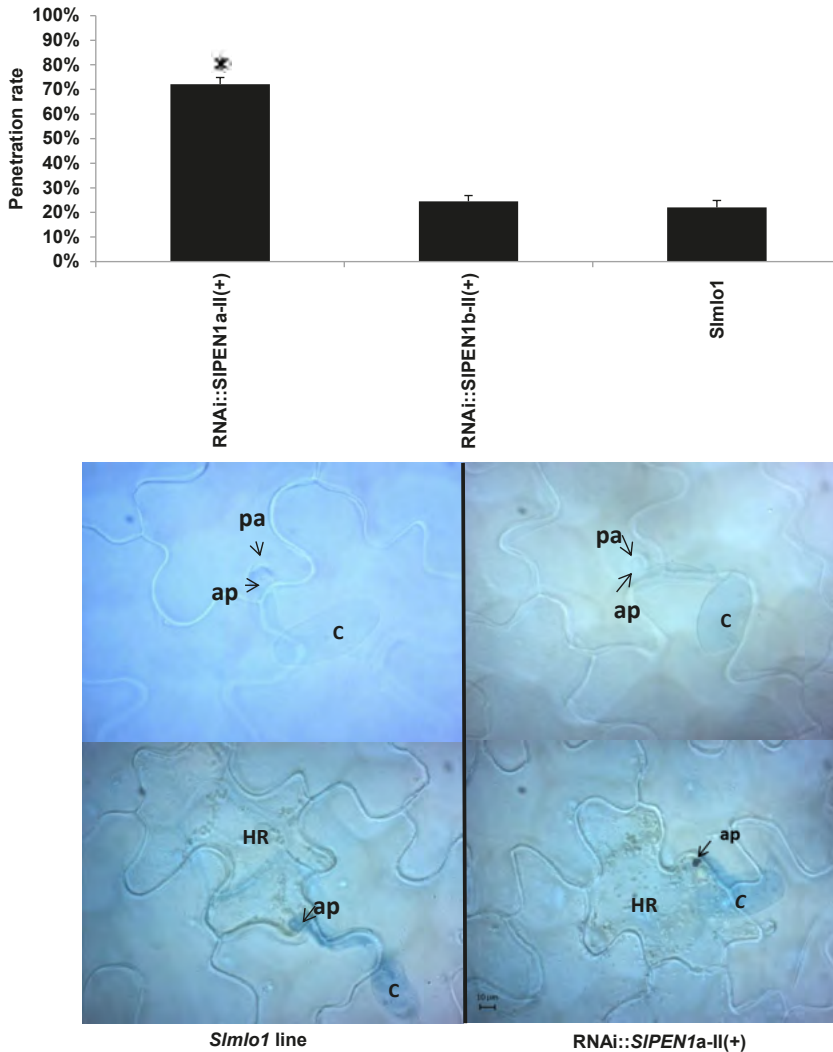 100%
90%
80%
70%
60%
50%
40%
30%
20%
10%
0%
Penetration rate
RNAi::SlPEN1a-II(+)
RNAi::SlPEN1b-II(+)
Slmlo1
pa
ap
C
pa
ap
C
HR
ap
C
ap
HR
C
10 µm
Slmlo1 line
RNAi::SlPEN1a-II(+)